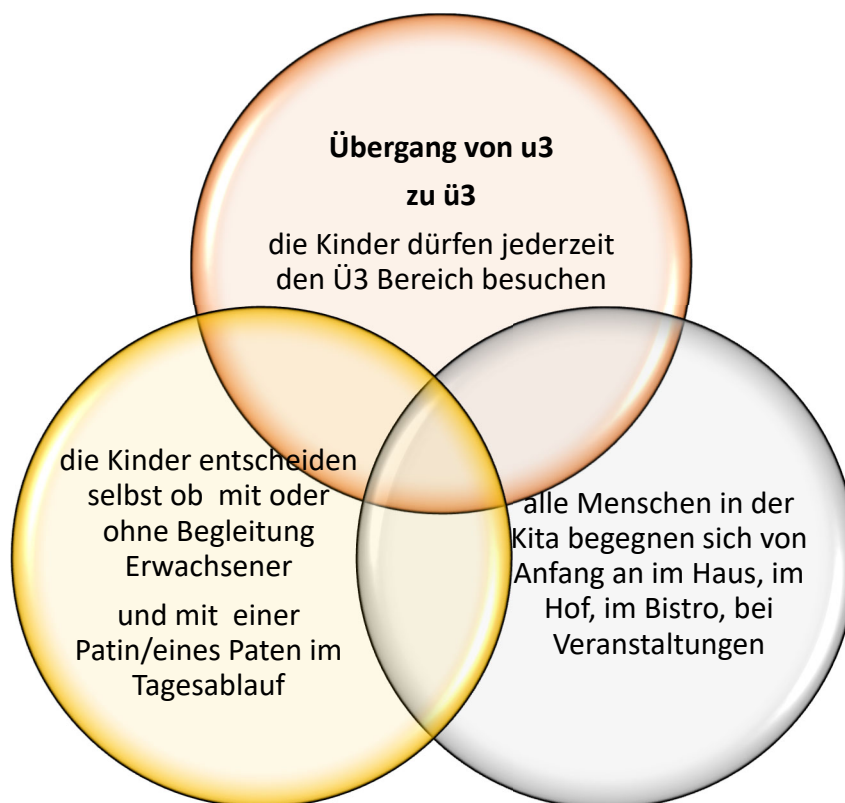 Übergang von u3
zu ü3
die Kinder dürfen jederzeit
den Ü3 Bereich besuchen
die Kinder entscheiden
selbst ob mit oder
ohne Begleitung
Erwachsener
und mit einer
Patin/eines Paten im
Tagesablauf
alle Menschen in der
Kita begegnen sich von
Anfang an im Haus, im
Hof, im Bistro, bei
Veranstaltungen